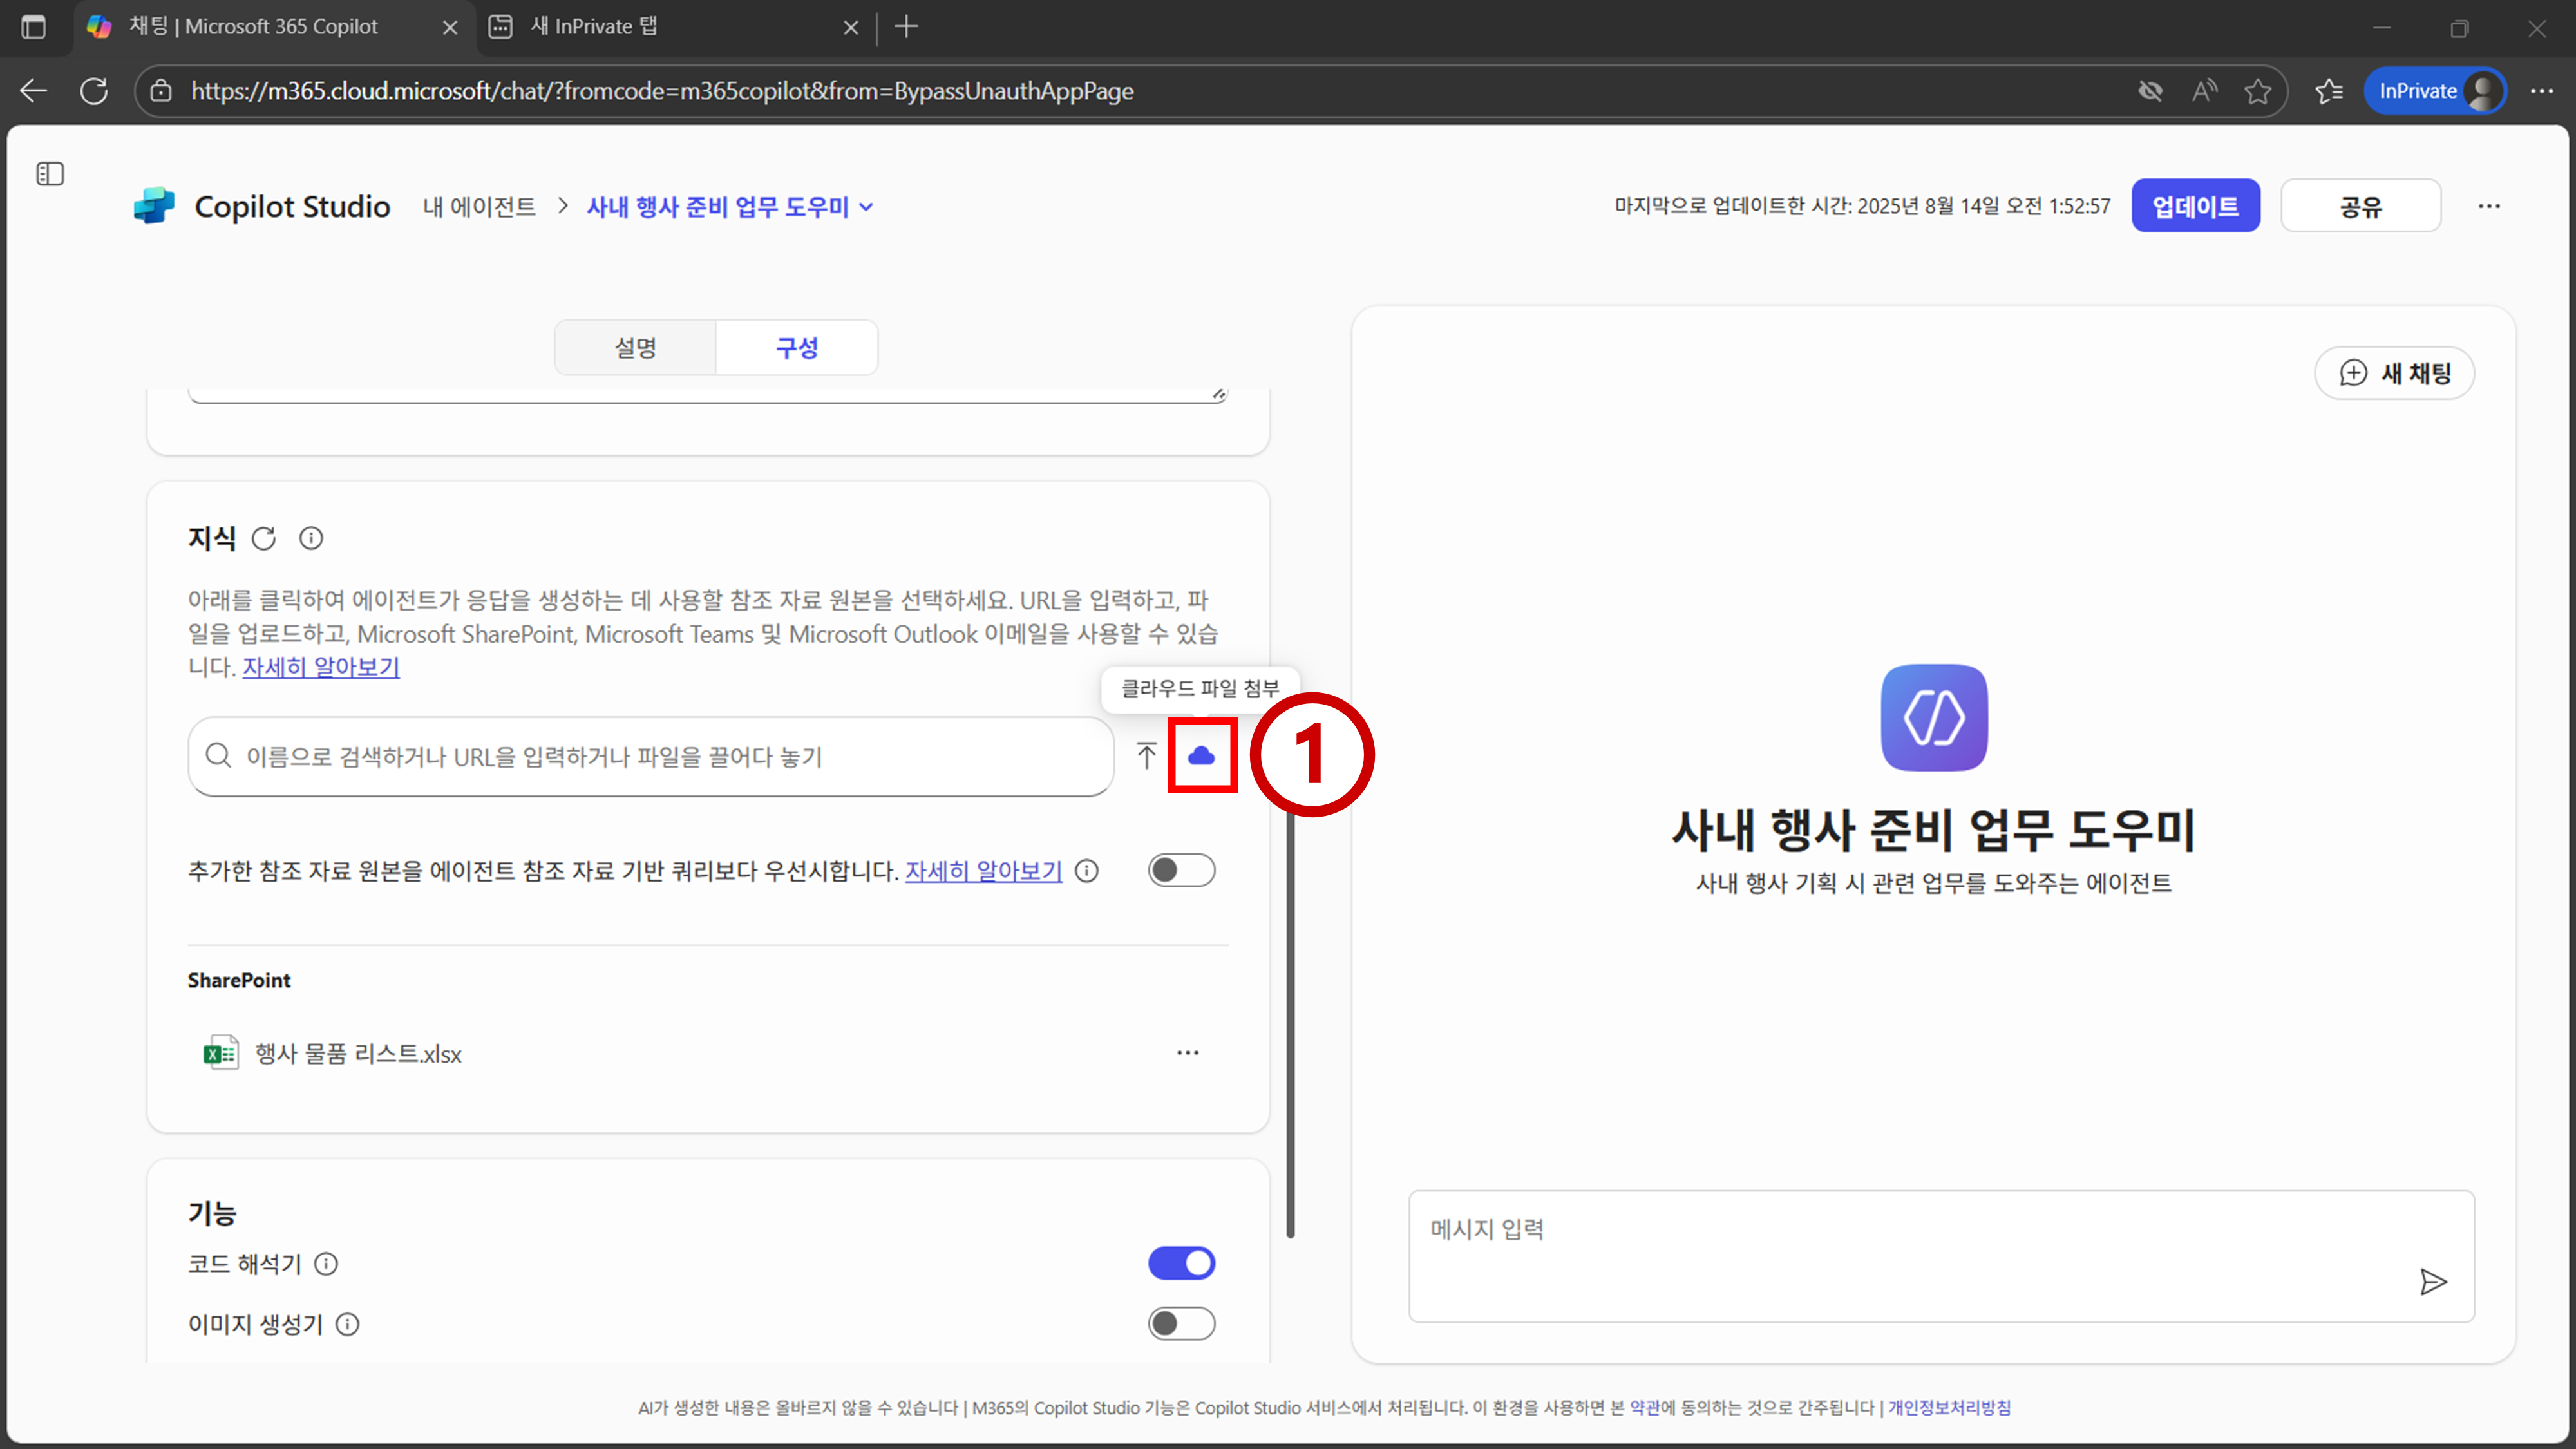 채팅 | Microsoft 365 Copilot
새 InPrivate 탭
https://m365.cloud.microsoft/chat/?fromcode=m365copilot&from=BypassUnauthAppPage
InPrivate
Copilot Studio
내 에이전트 > 사내 행사 준비 업무 도우미
마지막으로 업데이트한 시간: 2025년 8월 14일 오전 1:52:57
업데이트
공유
설명
구성
새 채팅
지식
아래를 클릭하여 에이전트가 응답을 생성하는 데 사용할 참조 자료 원본을 선택하세요. URL을 입력하고, 파
일을 업로드하고, Microsoft SharePoint, Microsoft Teams 및 Microsoft Outlook 이메일을 사용할 수 있습
니다. 자세히 알아보기
클라우드 파일 첨부
이름으로 검색하거나 URL을 입력하거나 파일을 끌어다 놓기
1
추가한 참조 자료 원본을 에이전트 참조 자료 기반 쿼리보다 우선시합니다. 자세히 알아보기
SharePoint
행사 물품 리스트.xlsx
기능
코드 해석기
이미지 생성기
사내 행사 준비 업무 도우미
사내 행사 기획 시 관련 업무를 도와주는 에이전트
메시지 입력
AI가 생성한 내용은 올바르지 않을 수 있습니다 | M365의 Copilot Studio 기능은 Copilot Studio 서비스에서 처리됩니다. 이 환경을 사용하면 본 약관에 동의하는 것으로 간주됩니다 | 개인정보처리방침